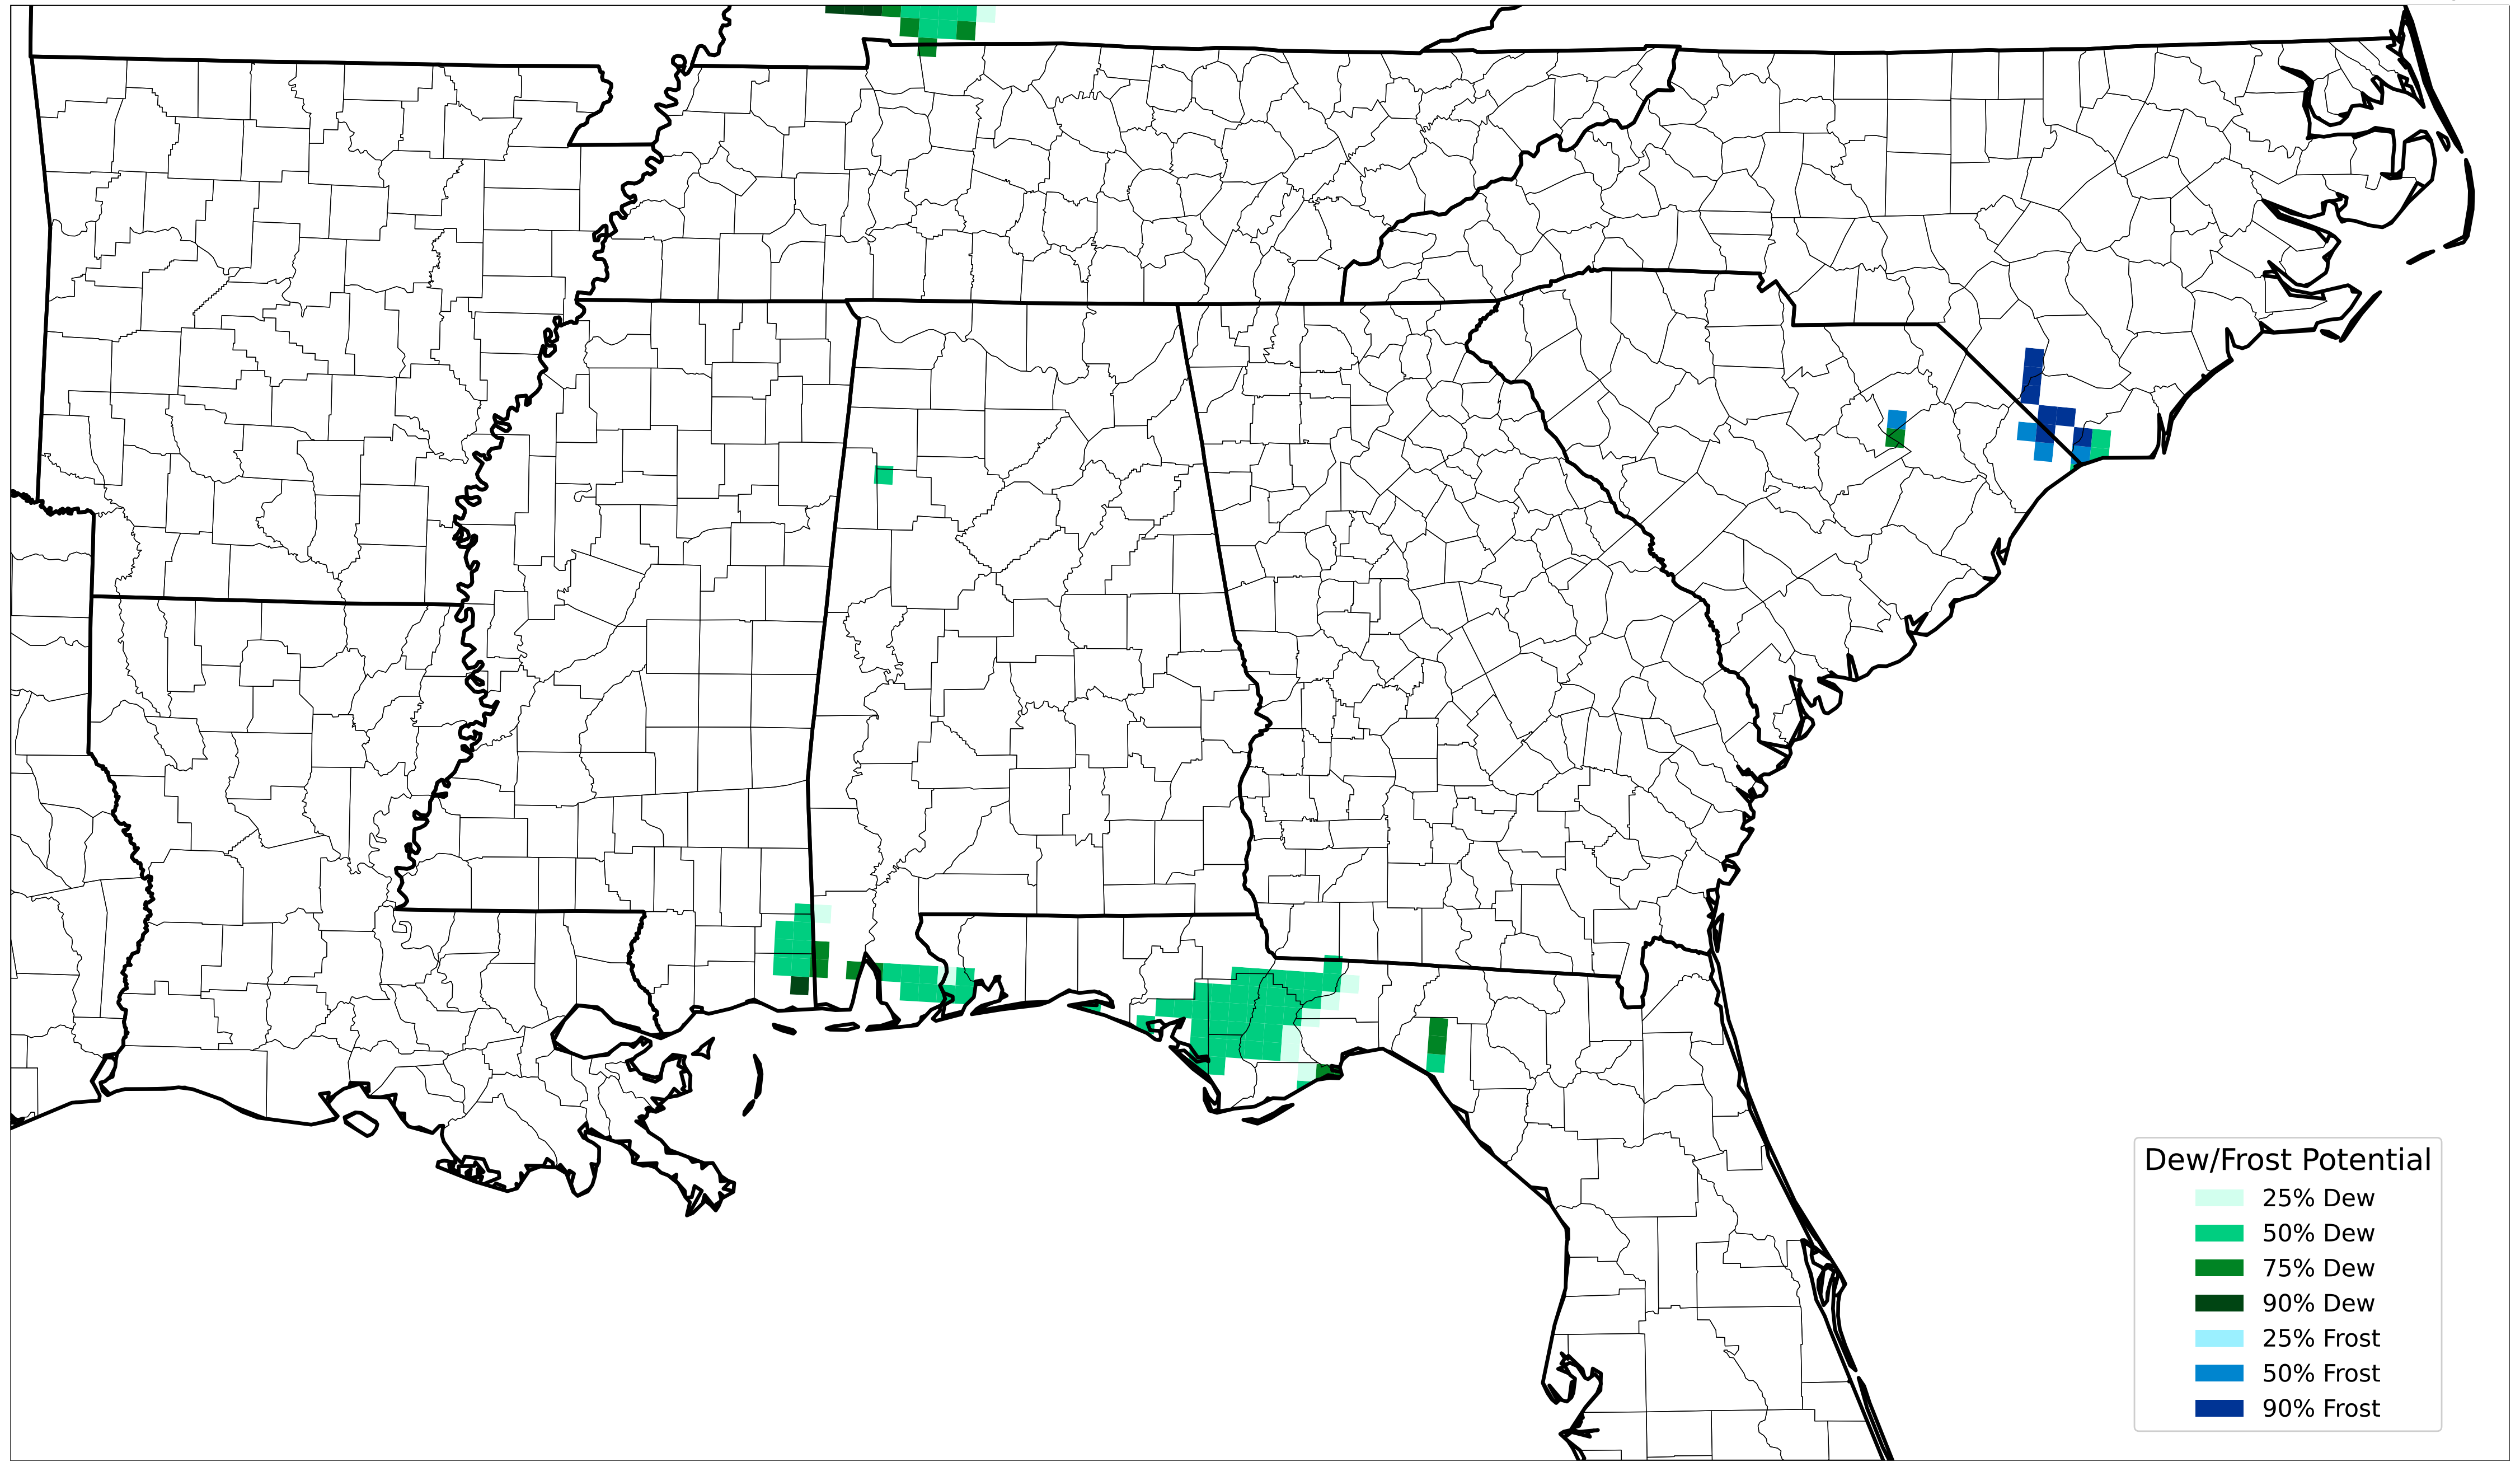 Dew/Frost Potential
25% Dew
50% Dew
75% Dew
90% Dew
25% Frost
50% Frost
90% Frost